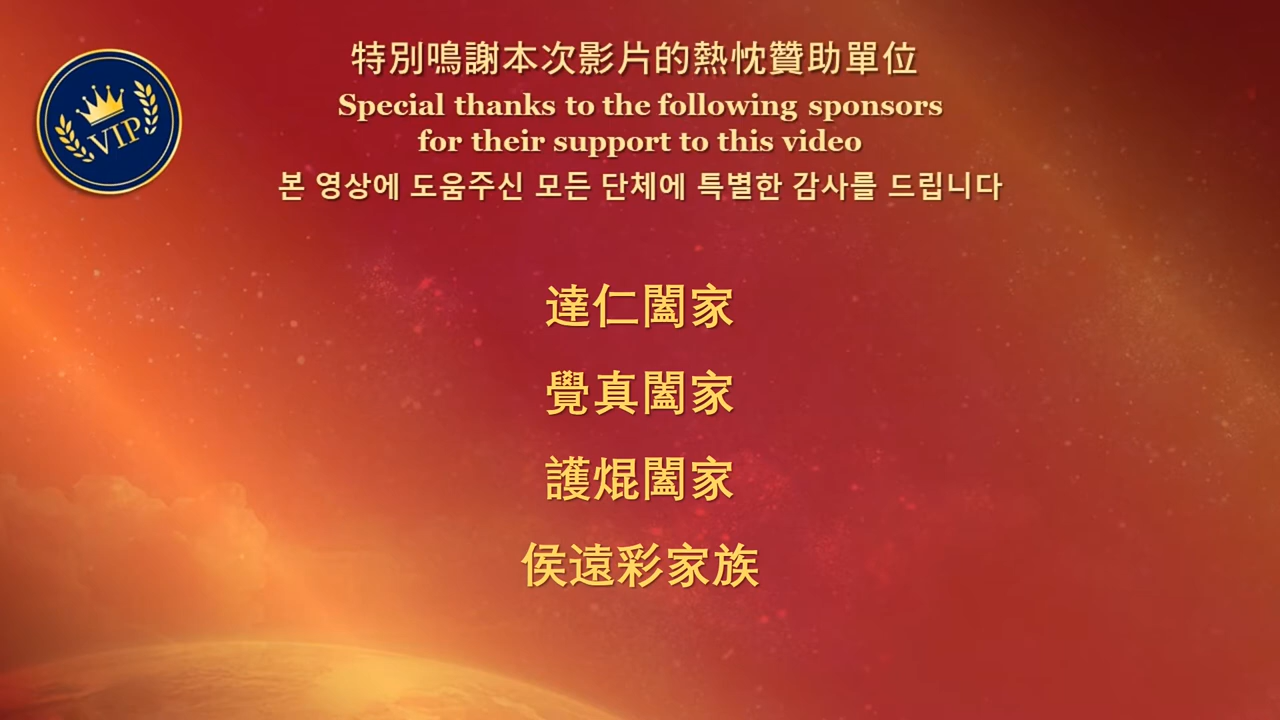 特別鳴謝本次影片的熱忱贊助單位
VIP
Special thanks to the following sponsors
for their support to this video
본 영상에 도움주신 모든 단체에 특별한 감사를 드립니다
達仁闔家
覺真闔家
護焜闔家
侯遠彩家族